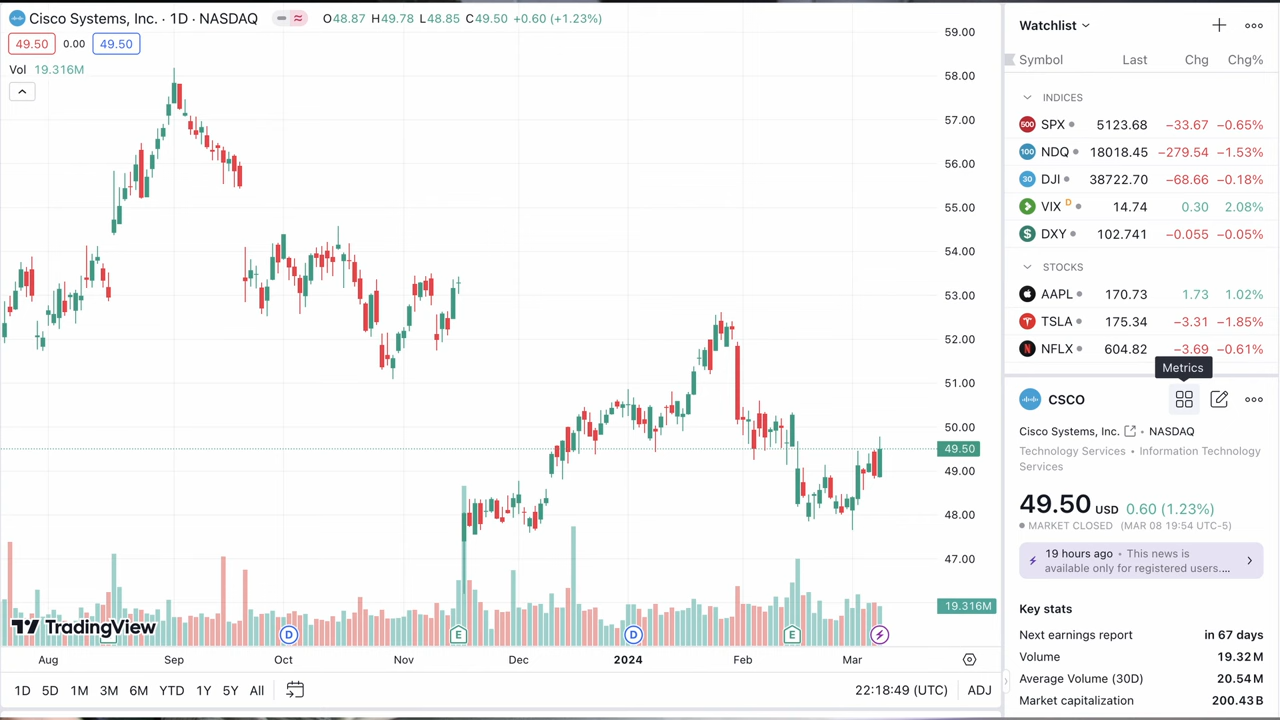 Cisco Systems, Inc. · 1D · NASDAQ O48.87 H49.78 L48.85 C49.50 +0.60 (+1.23%)
49.50 0.00 49.50
Vol 19.316M
59.00
58.00
57.00
56.00
55.00
54.00
53.00
52.00
51.00
50.00
49.50
49.00
48.00
47.00
19.316M
TradingView
D E D E
Aug Sep Oct Nov Dec 2024 Feb Mar
1D 5D 1M 3M 6M YTD 1Y 5Y All 22:18:49 (UTC) ADJ
Watchlist
Symbol Last Chg Chg%
INDICES
500 SPX 5123.68 −33.67 −0.65%
100 NDQ 18018.45 −279.54 −1.53%
30 DJI 38722.70 −68.66 −0.18%
VIX D 14.74 0.30 2.08%
$ DXY 102.741 −0.055 −0.05%
STOCKS
AAPL 170.73 1.73 1.02%
T TSLA 175.34 −3.31 −1.85%
N NFLX 604.82 −3.69 −0.61%
Metrics
CSCO
Cisco Systems, Inc. • NASDAQ
Technology Services • Information Technology
Services
49.50 USD 0.60 (1.23%)
MARKET CLOSED (MAR 08 19:54 UTC-5)
19 hours ago • This news is
available only for registered users....
Key stats
Next earnings report in 67 days
Volume 19.32M
Average Volume (30D) 20.54M
Market capitalization 200.43B